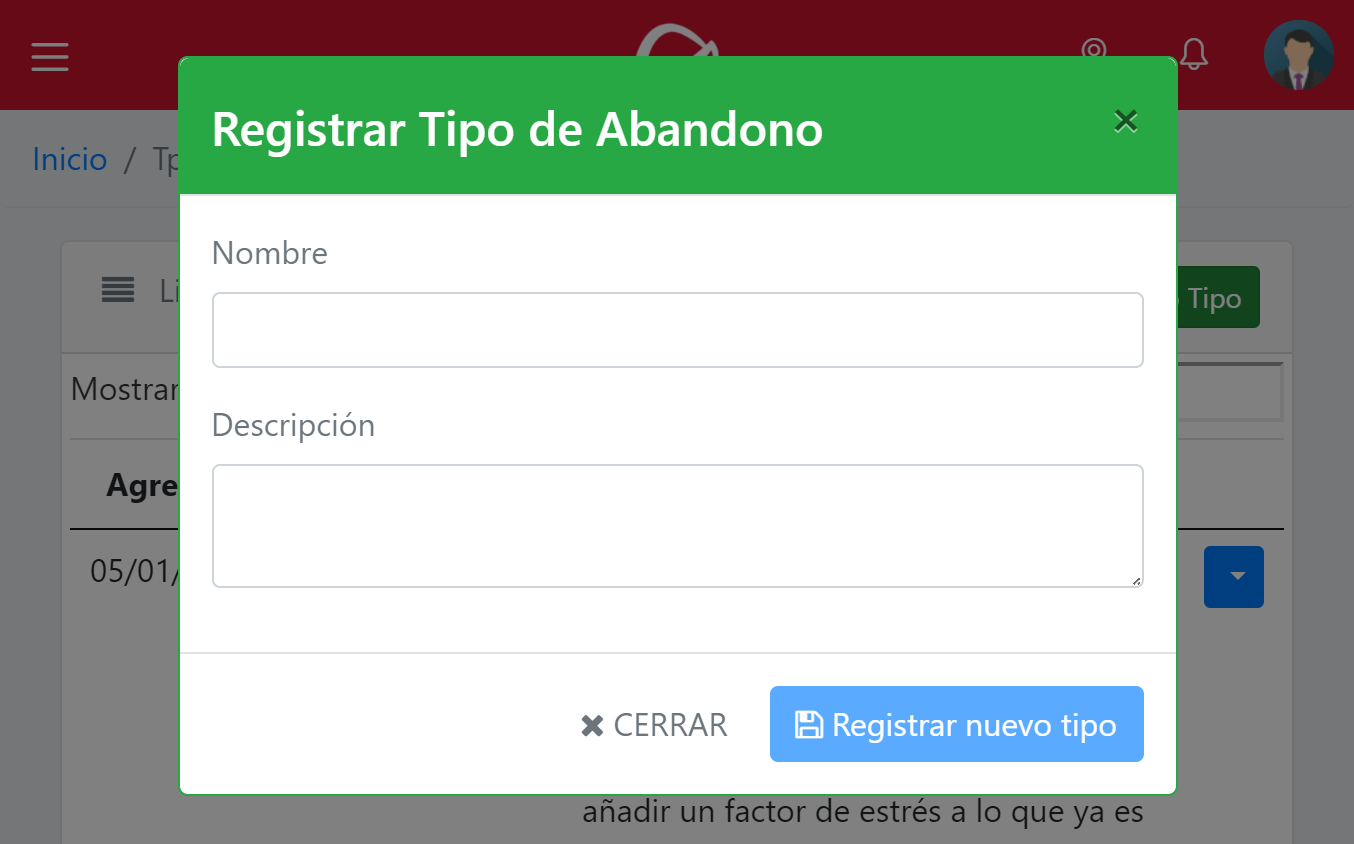 Registrar Tipo de Abandono
Inicio / Tp
Nombre
Li
Tipo
Mostrar
Descripción
Agre
05/01/
CERRAR
Registrar nuevo tipo
añadir un factor de estrés a lo que ya es